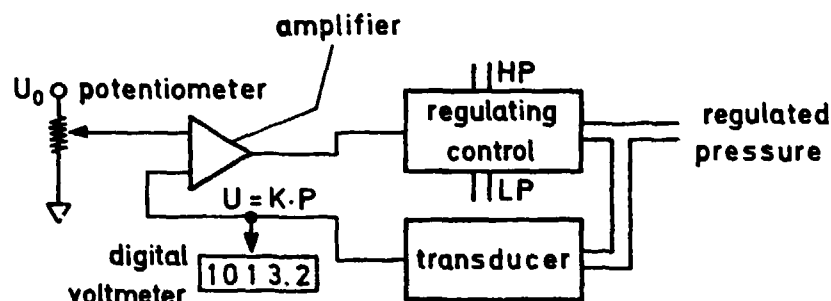 amplifier
U₀ potentiometer
HP
regulating
control
LP
regulated
pressure
U = K·P
digital
voltmeter
1013.2
transducer